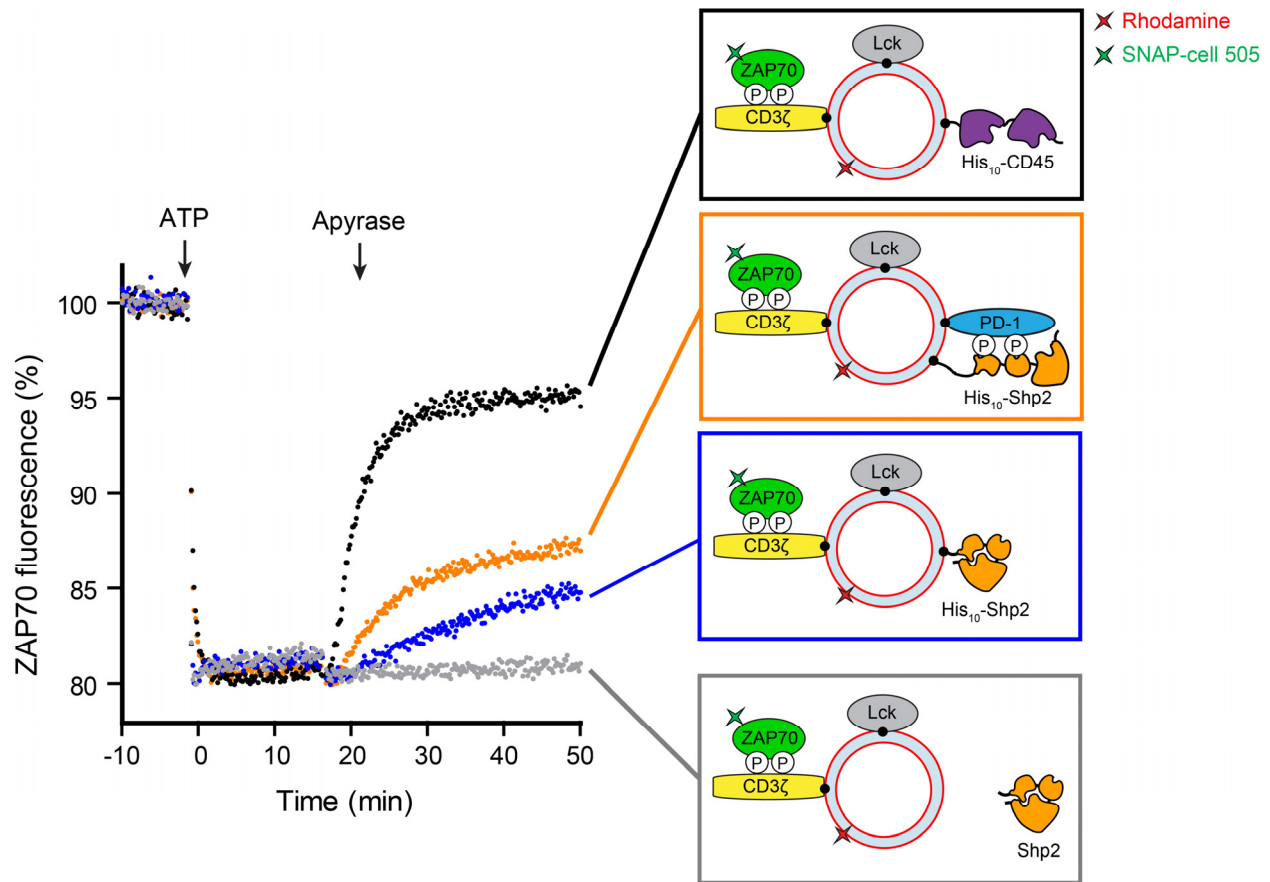 Rhodamine
SNAP-cell 505
Lck
ZAP70
P P
CD3ζ
His₁₀-CD45
Lck
ZAP70
P P
CD3ζ
PD-1
P P
His₁₀-Shp2
Lck
ZAP70
P P
CD3ζ
His₁₀-Shp2
Lck
ZAP70
P P
CD3ζ
Shp2
ATP
Apyrase
ZAP70 fluorescence (%)
100
95
90
85
80
-10 0 10 20 30 40 50
Time (min)